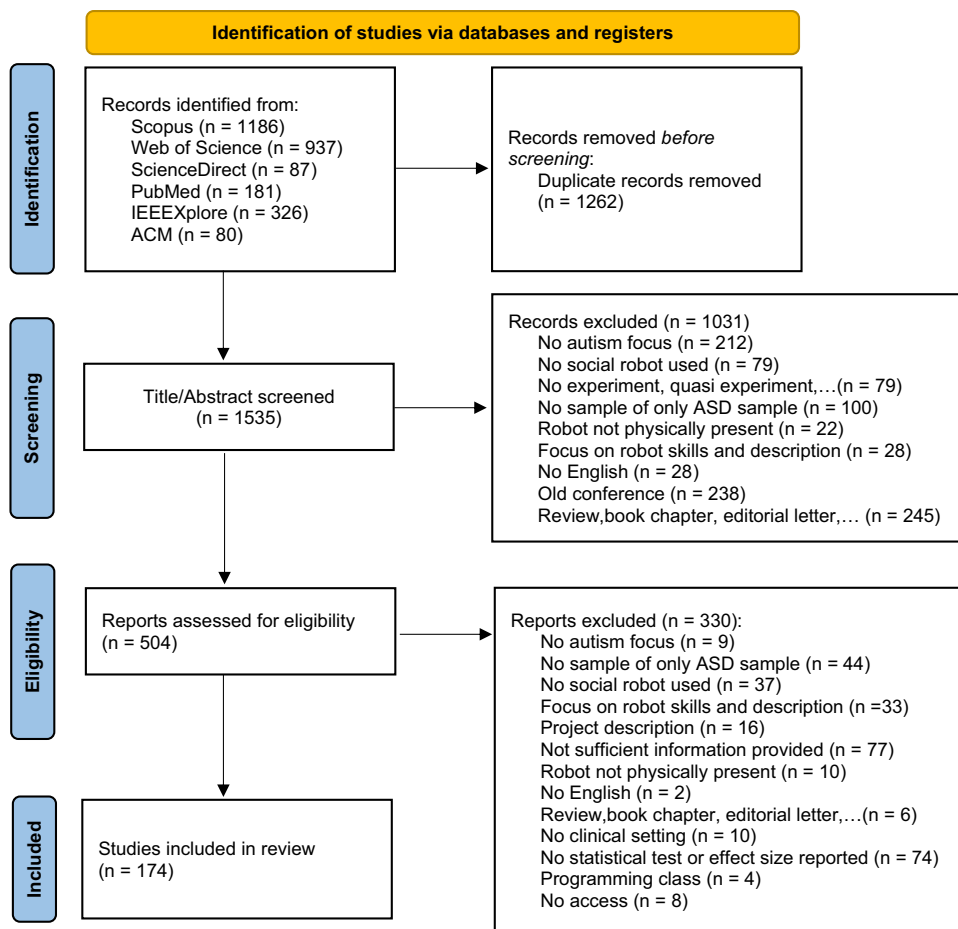 Identification of studies via databases and registers
Identification
Records identified from:
Scopus (n = 1186)
Web of Science (n = 937)
ScienceDirect (n = 87)
PubMed (n = 181)
IEEEXplore (n = 326)
ACM (n = 80)
Records removed before
screening:
Duplicate records removed
(n = 1262)
Screening
Title/Abstract screened
(n = 1535)
Records excluded (n = 1031)
No autism focus (n = 212)
No social robot used (n = 79)
No experiment, quasi experiment,...(n = 79)
No sample of only ASD sample (n = 100)
Robot not physically present (n = 22)
Focus on robot skills and description (n = 28)
No English (n = 28)
Old conference (n = 238)
Review,book chapter, editorial letter,... (n = 245)
Eligibility
Reports assessed for eligibility
(n = 504)
Reports excluded (n = 330):
No autism focus (n = 9)
No sample of only ASD sample (n = 44)
No social robot used (n = 37)
Focus on robot skills and description (n =33)
Project description (n = 16)
Not sufficient information provided (n = 77)
Robot not physically present (n = 10)
No English (n = 2)
Review,book chapter, editorial letter,...(n = 6)
No clinical setting (n = 10)
No statistical test or effect size reported (n = 74)
Programming class (n = 4)
No access (n = 8)
Included
Studies included in review
(n = 174)